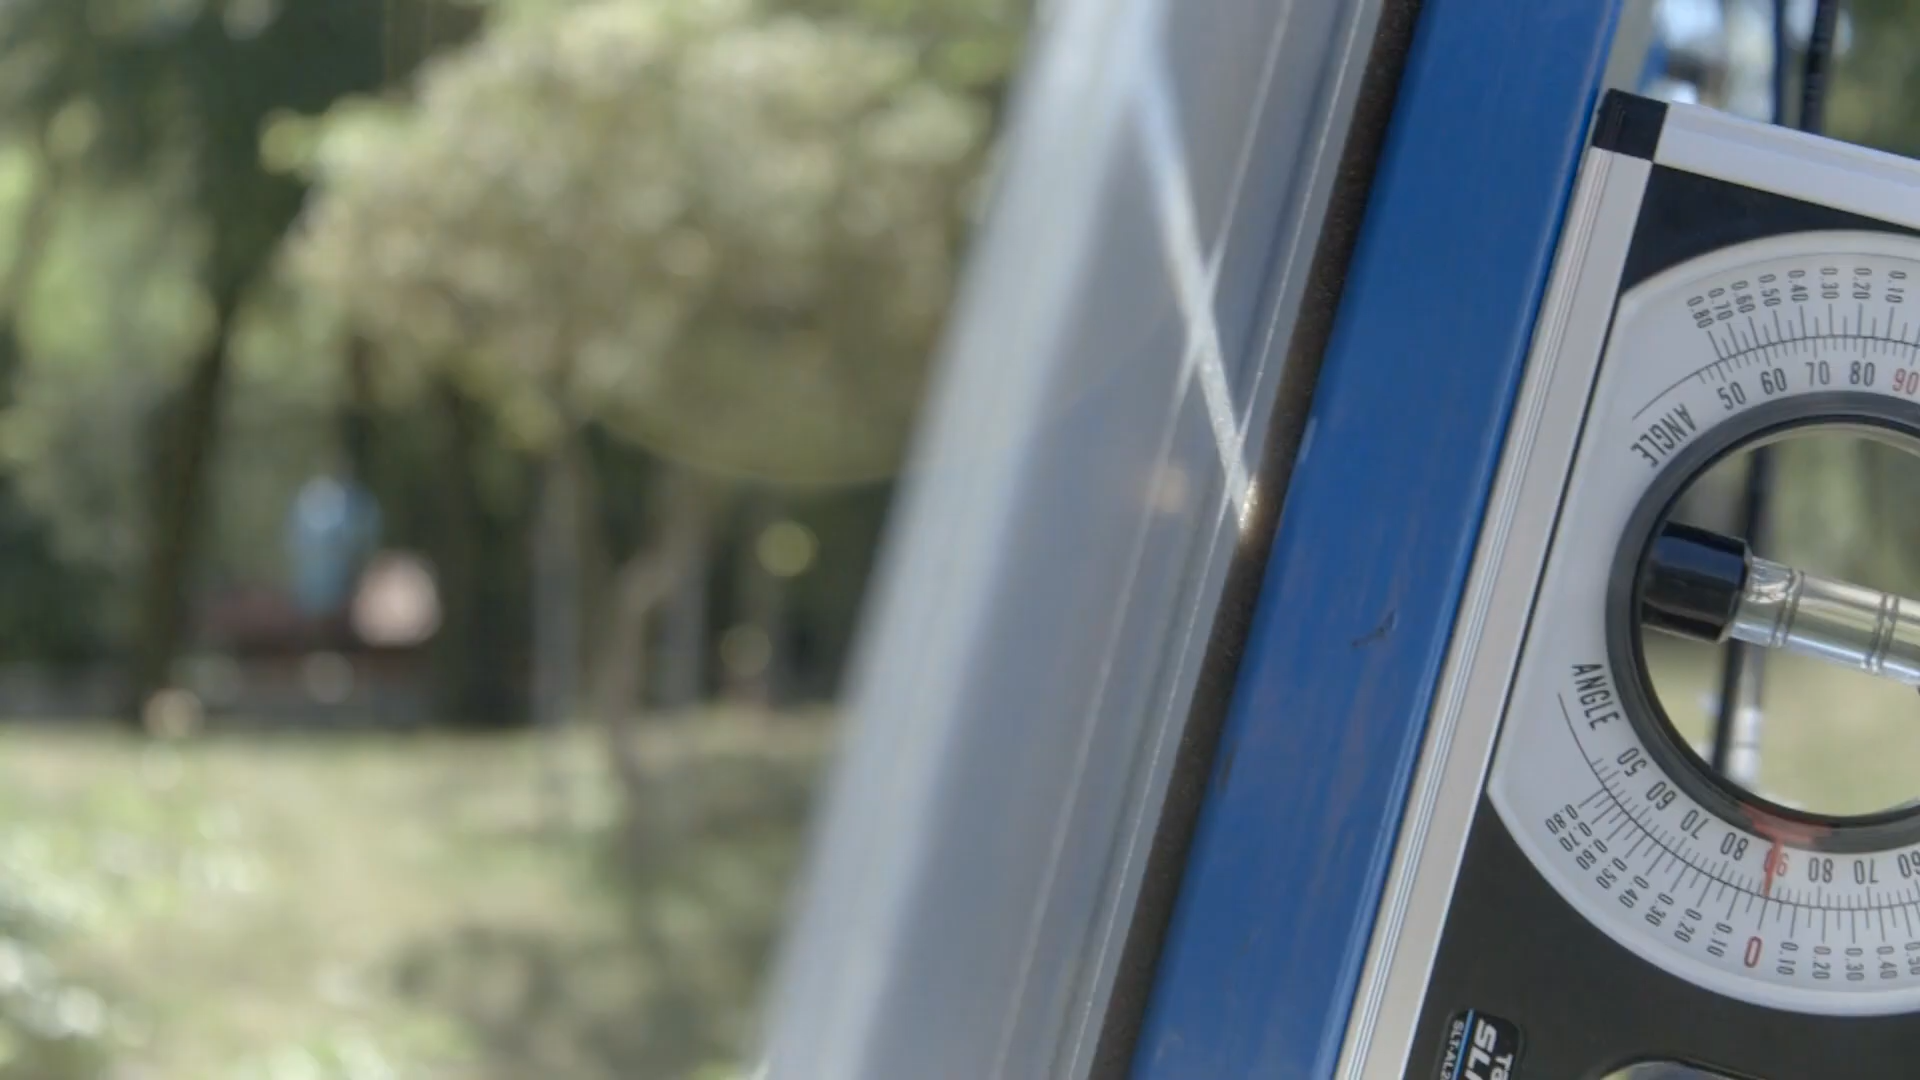 0.80 0.70 0.60 0.50 0.40 0.30 0.20 0.10
50 60 70 80 90
ANGLE
ANGLE
50 60 70 80 90 80 70 60
0.80 0.70 0.60 0.50 0.40 0.30 0.20 0.10 0 0.10 0.20 0.30 0.40 0.50